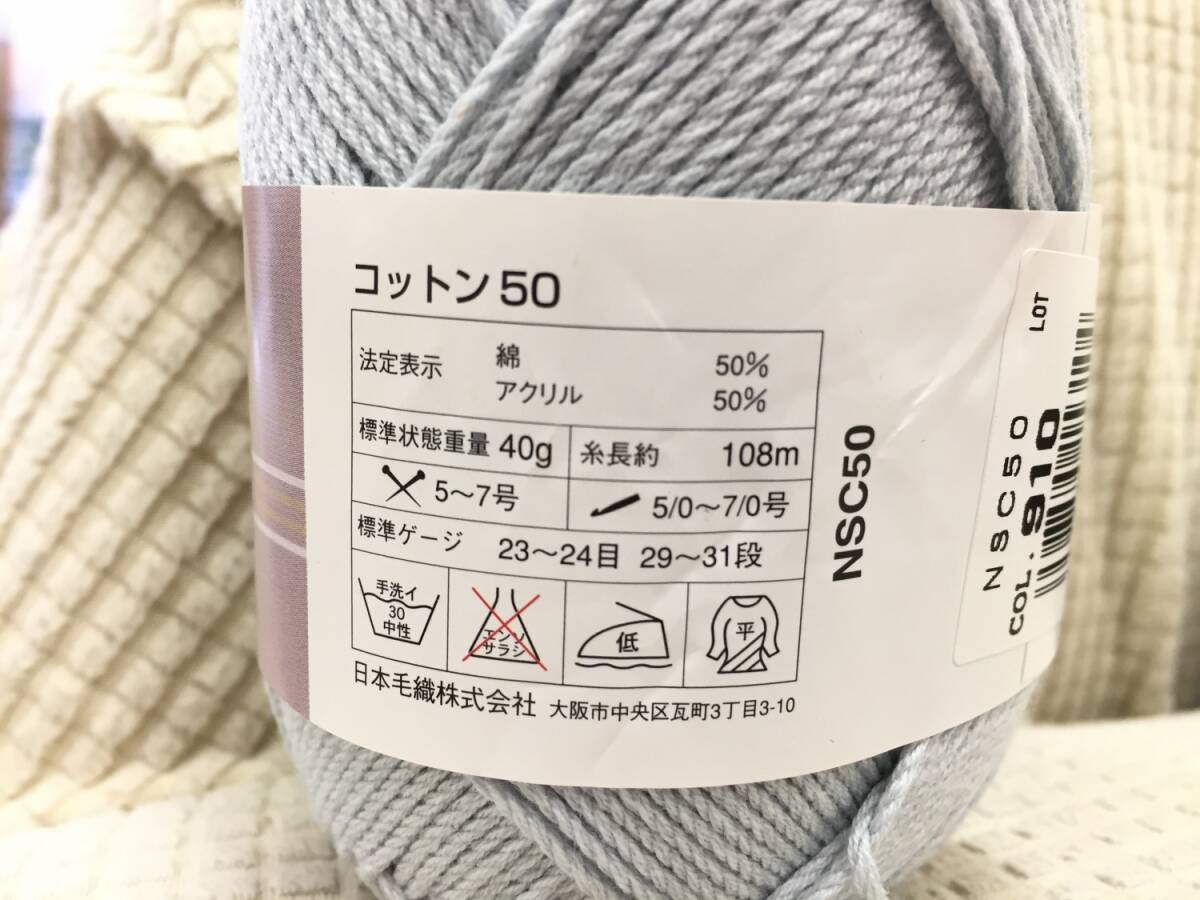 コットン50
法定表示 綿 50%
アクリル 50%
標準状態重量 40g 糸長約 108m
5〜7号 5/0〜7/0号
標準ゲージ 23〜24目 29〜31段
手洗イ
30
中性
エンソ
サラシ
低
平
日本毛織株式会社 大阪市中央区瓦町3丁目3-10
NSC50
LOT
NSC50
COL. 910